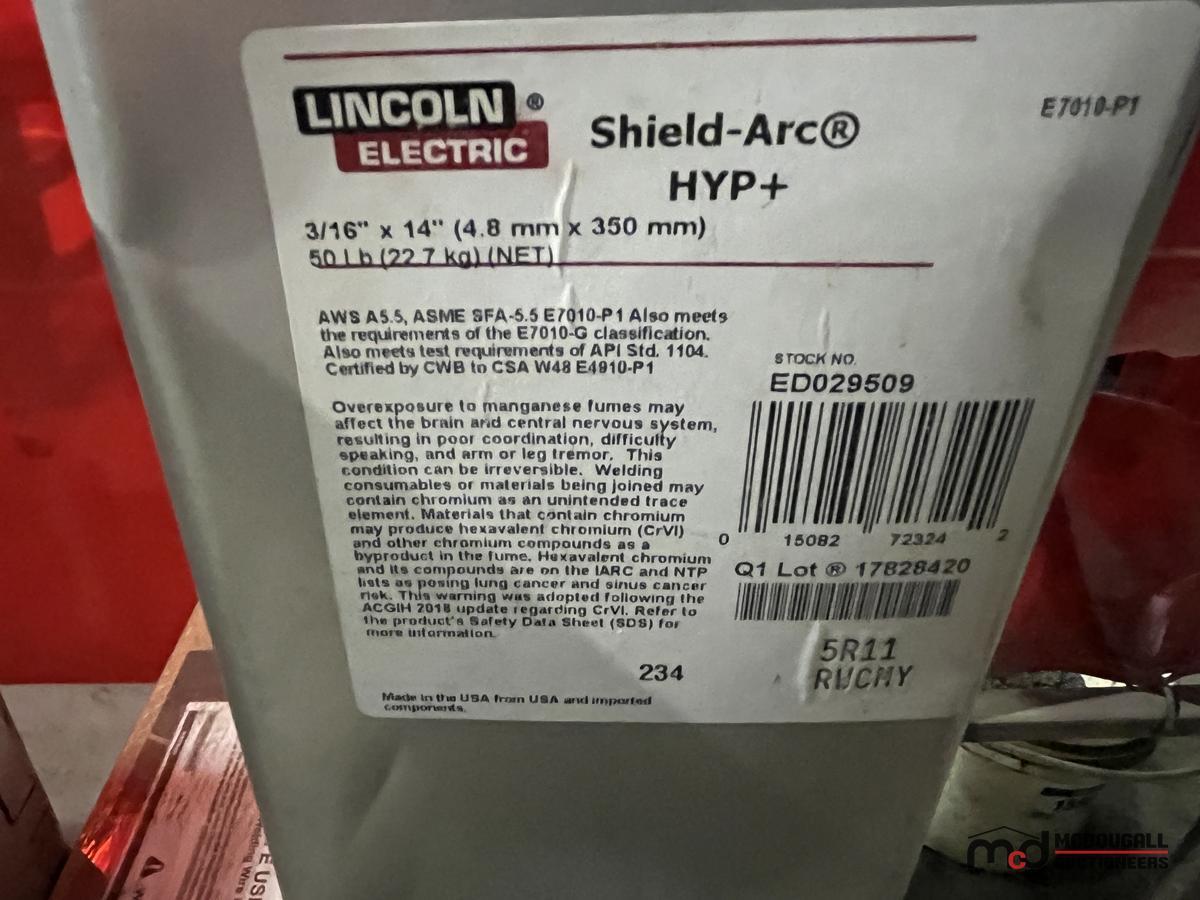 LINCOLN ®
ELECTRIC
Shield-Arc®
HYP+
E7010-P1
3/16" x 14" (4.8 mm x 350 mm)
50 Lb (22.7 kg) (NET)
AWS A5.5, ASME SFA-5.5 E7010-P1 Also meets
the requirements of the E7010-G classification.
Also meets test requirements of API Std. 1104.
Certified by CWB to CSA W48 E4910-P1
Overexposure to manganese fumes may
affect the brain and central nervous system,
resulting in poor coordination, difficulty
speaking, and arm or leg tremor. This
condition can be irreversible. Welding
consumables or materials being joined may
contain chromium as an unintended trace
element. Materials that contain chromium
may produce hexavalent chromium (CrVI)
and other chromium compounds as a
byproduct in the fume. Hexavalent chromium
and its compounds are on the IARC and NTP
lists as posing lung cancer and sinus cancer
risk. This warning was adopted following the
ACGIH 2018 update regarding CrVI. Refer to
the product's Safety Data Sheet (SDS) for
more information.
STOCK NO.
ED029509
0 15082 72324 2
Q1 Lot ® 17828420
5R11
RWCMY
234
Made in the USA from USA and imported
components.
mcd MCDOUGALL
AUCTIONEERS